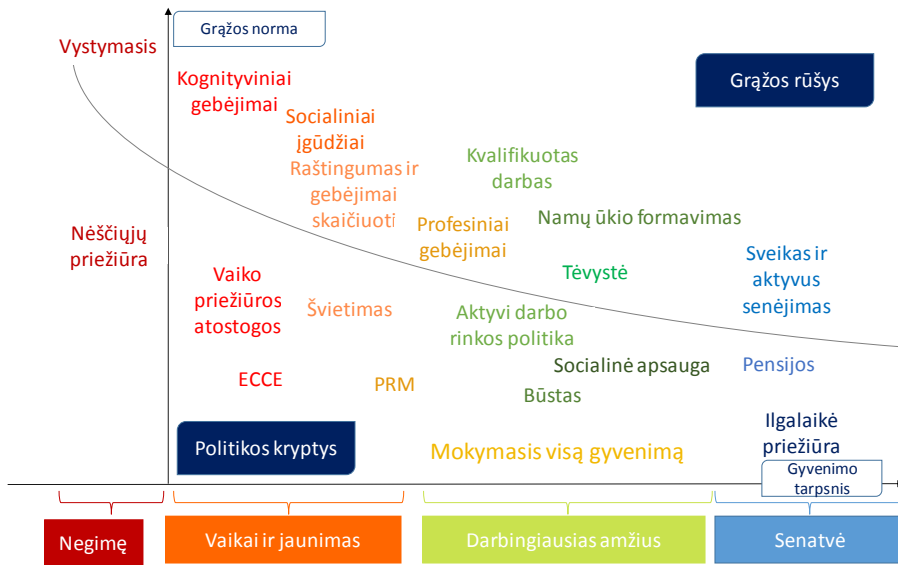 Grąžos norma
Vystymasis
Grąžos rūšys
Kognityviniai
gebėjimai
Socialiniai
įgūdžiai
Raštingumas ir
gebėjimai
skaičiuoti
Kvalifikuotas
darbas
Profesiniai
gebėjimai
Namų ūkio formavimas
Nėščiųjų
priežiūra
Tėvystė
Sveikas ir
aktyvus
senėjimas
Vaiko
priežiūros
atostogos
Švietimas
Aktyvi darbo
rinkos politika
Socialinė apsauga
Pensijos
ECCE
PRM
Būstas
Politikos kryptys
Mokymasis visą gyvenimą
Ilgalaikė
priežiūra
Gyvenimo
tarpsnis
Negimę
Vaikai ir jaunimas
Darbingiausias amžius
Senatvė